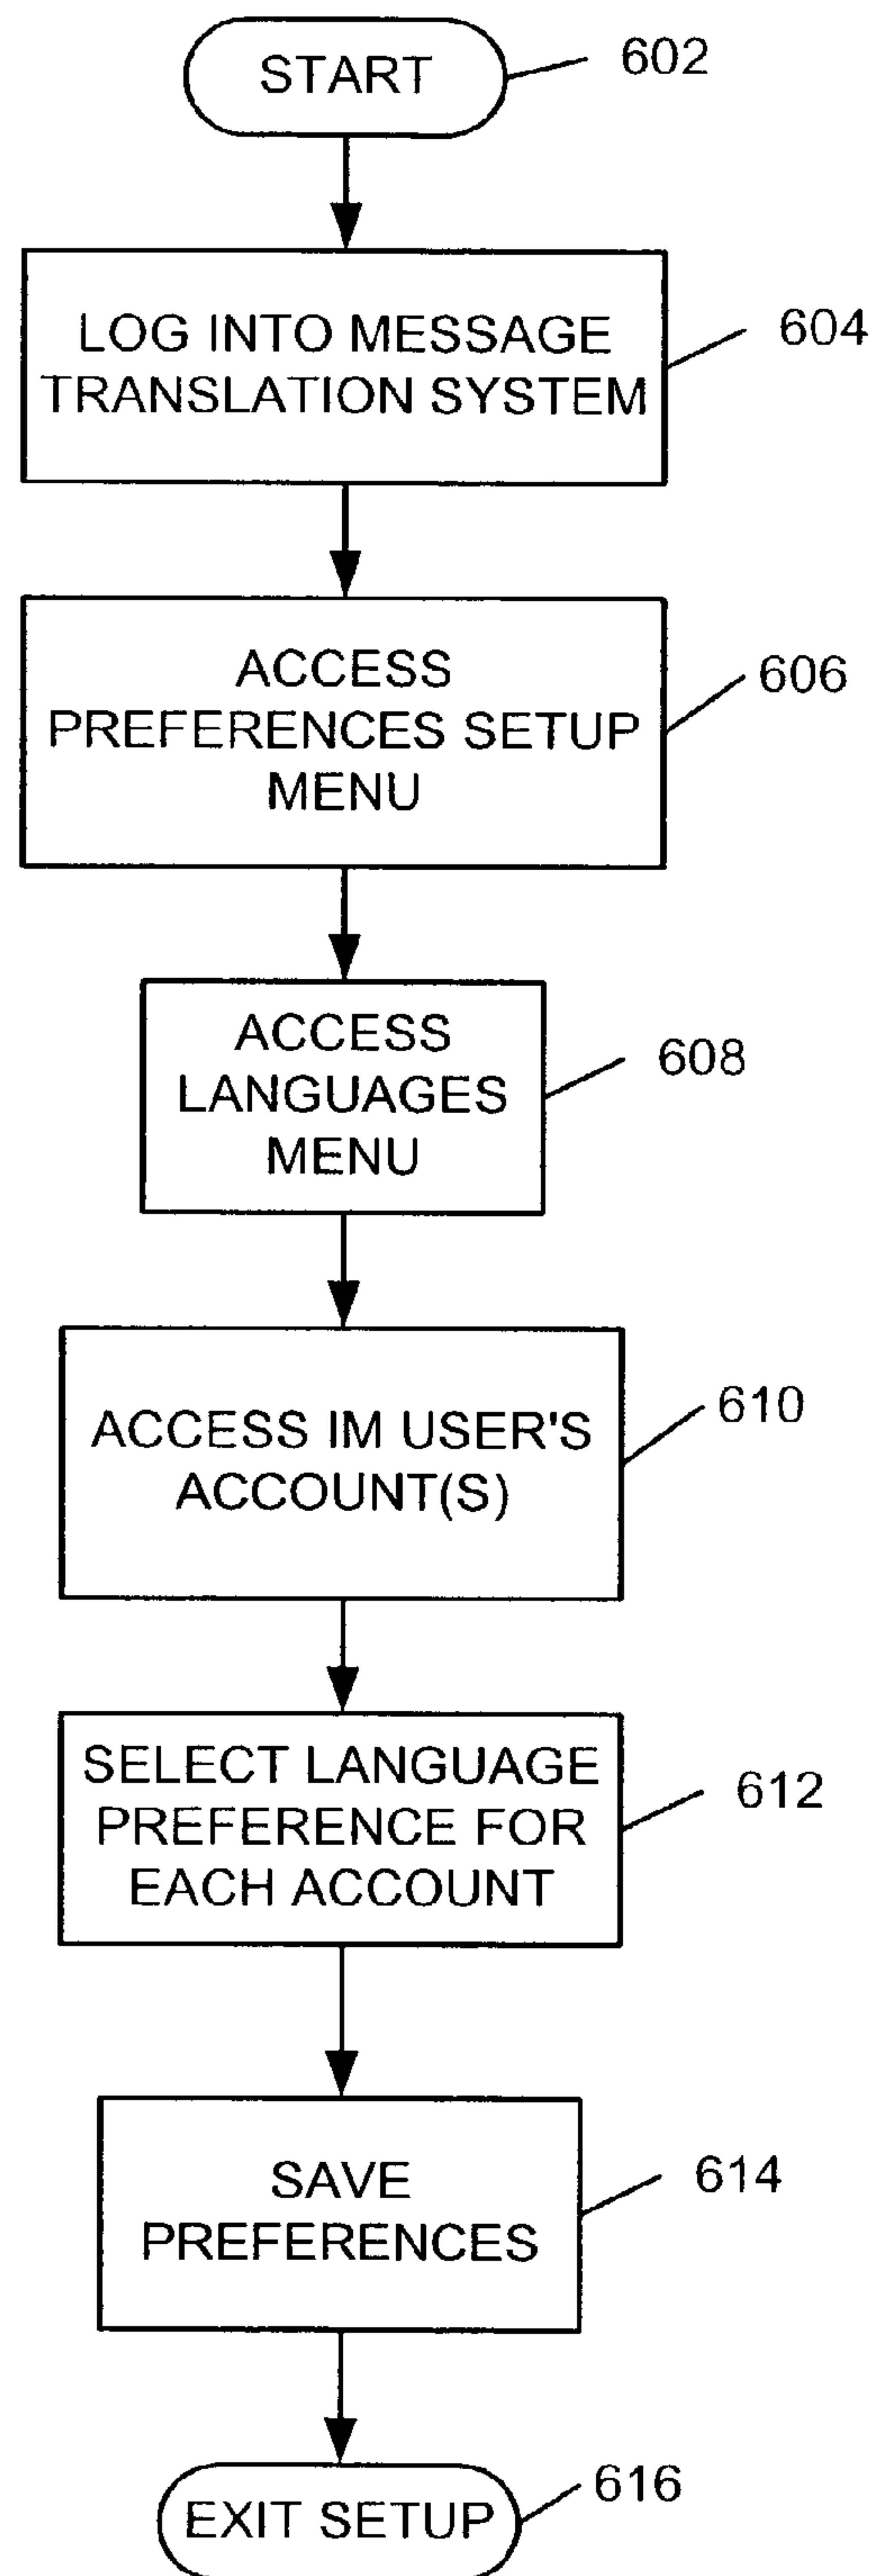 START
602
LOG INTO MESSAGE
TRANSLATION SYSTEM
604
ACCESS
PREFERENCES SETUP
MENU
606
ACCESS
LANGUAGES
MENU
608
ACCESS IM USER'S
ACCOUNT(S)
610
SELECT LANGUAGE
PREFERENCE FOR
EACH ACCOUNT
612
SAVE
PREFERENCES
614
EXIT SETUP
616